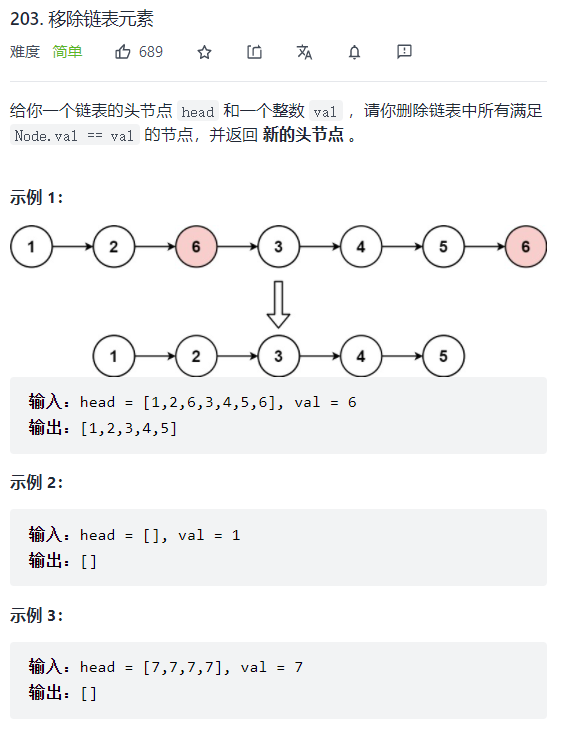 203. 移除链表元素
难度 简单 689
给你一个链表的头节点 head 和一个整数 val ，请你删除链表中所有满足
Node.val == val 的节点，并返回 新的头节点 。
示例 1：
1 2 6 3 4 5 6
1 2 3 4 5
输入：head = [1,2,6,3,4,5,6], val = 6
输出：[1,2,3,4,5]
示例 2：
输入：head = [], val = 1
输出：[]
示例 3：
输入：head = [7,7,7,7], val = 7
输出：[]